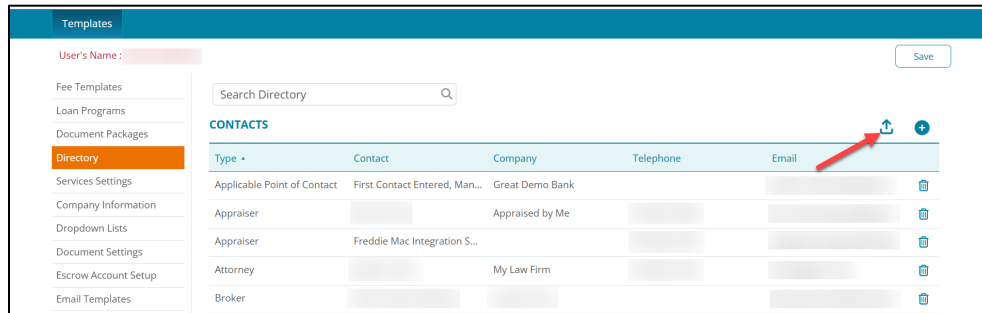 Templates
User's Name :
Save
Fee Templates
Loan Programs
Document Packages
Directory
Services Settings
Company Information
Dropdown Lists
Document Settings
Escrow Account Setup
Email Templates
Search Directory
CONTACTS
Type Contact Company Telephone Email
Applicable Point of Contact First Contact Entered, Man... Great Demo Bank
Appraiser Appraised by Me
Appraiser Freddie Mac Integration S...
Attorney My Law Firm
Broker